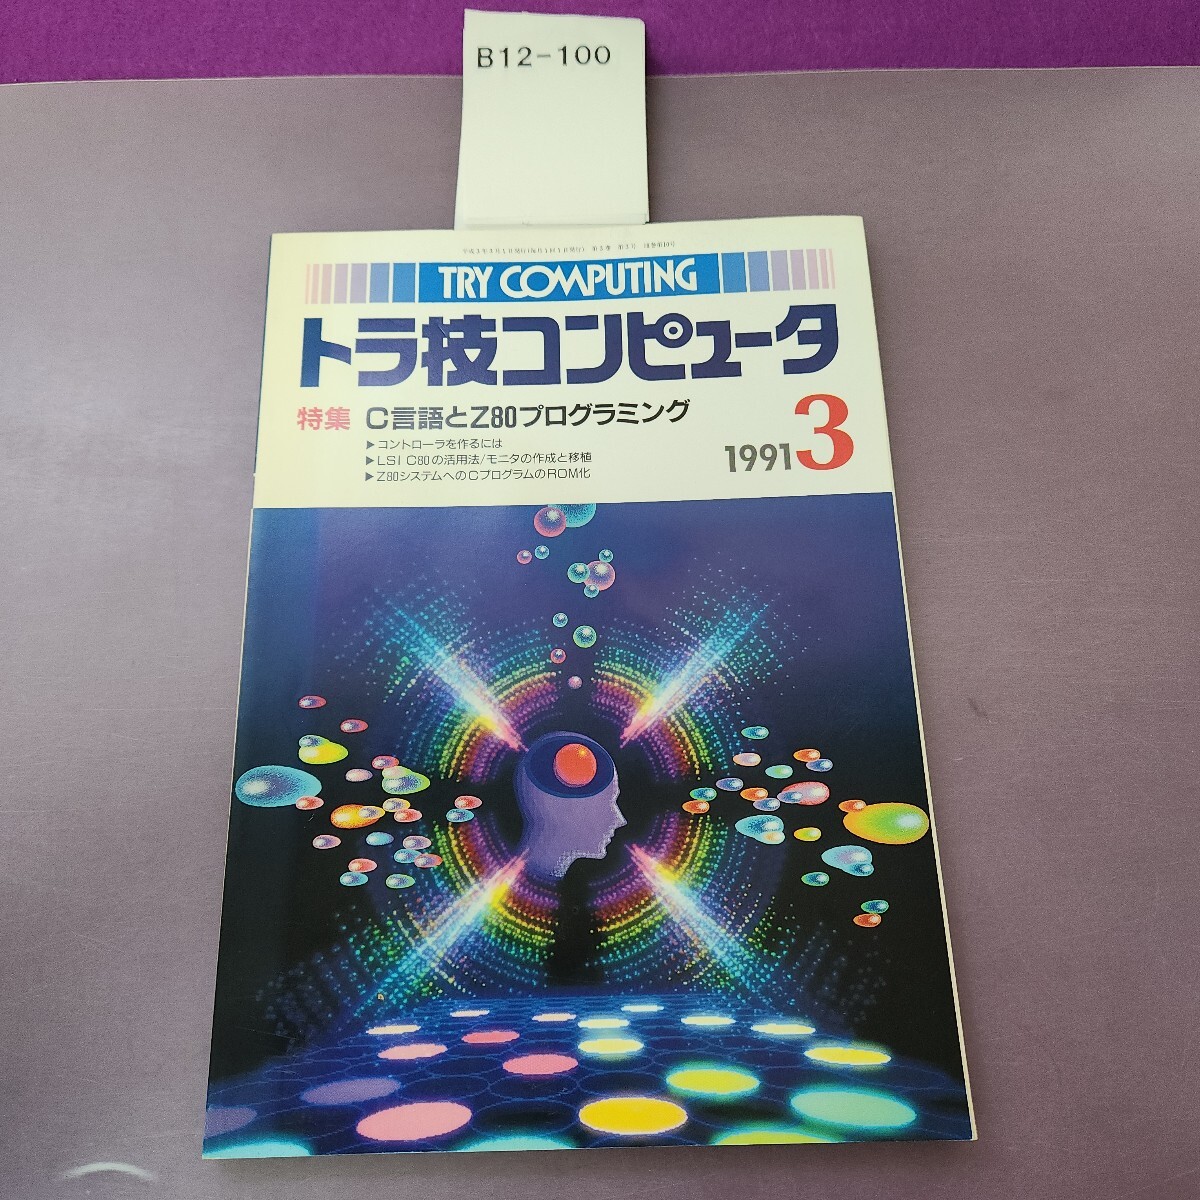 B12-100
TRY COMPUTING
トラ技コンピュータ
特集 C言語とZ80プログラミング
▶コントローラを作るには
▶LSI C80の活用法/モニタの作成と移植
▶Z80システムへのCプログラムのROM化
1991 3